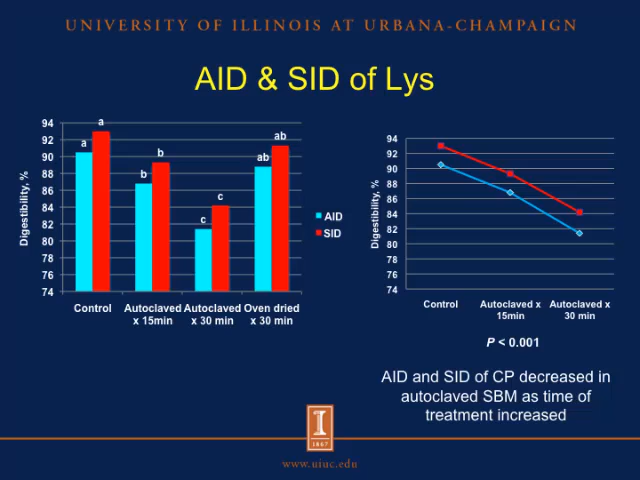 UNIVERSITY OF ILLINOIS AT URBANA-CHAMPAIGN
AID & SID of Lys
94
92
90
88
86
84
82
80
78
76
74
Digestibility, %
a
a
b
b
c
c
ab
ab
Control
Autoclaved x 15min
Autoclaved x 30 min
Oven dried x 30 min
AID
SID
94
92
90
88
86
84
82
80
78
76
74
Digestibility, %
Control
Autoclaved x 15min
Autoclaved x 30 min
P < 0.001
AID and SID of CP decreased in
autoclaved SBM as time of
treatment increased
I
1867
www.uiuc.edu